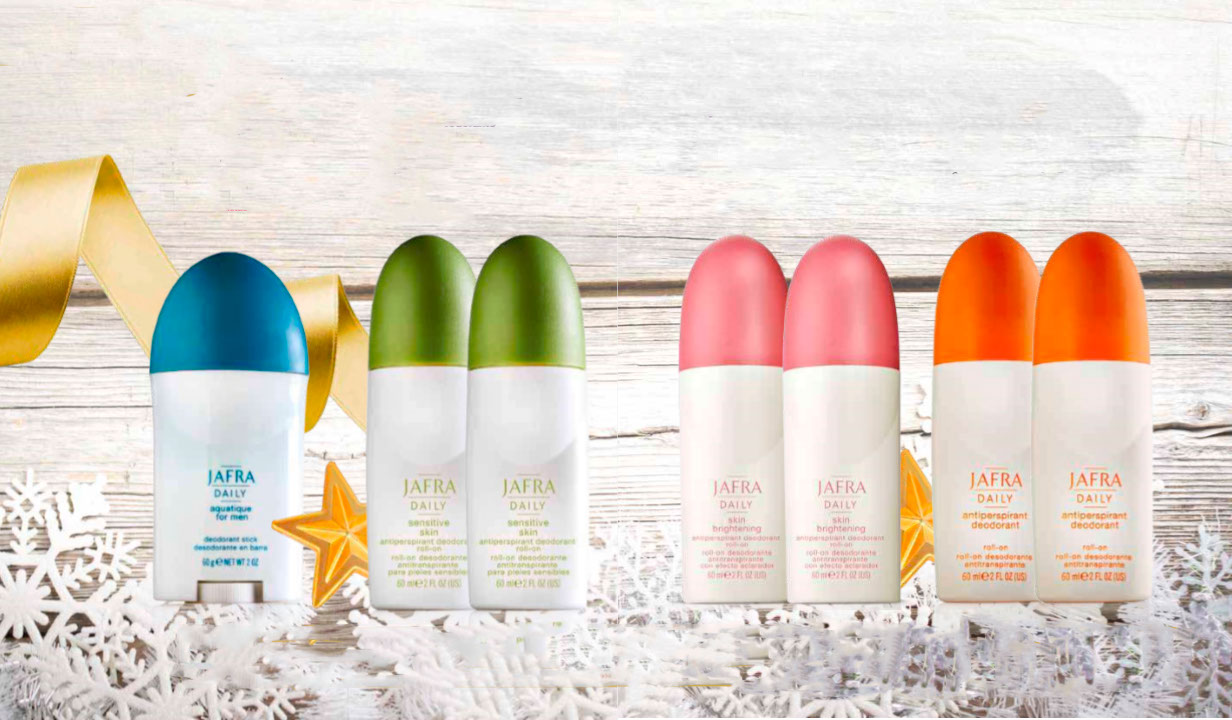 JAFRA
DAILY
aquatique
for men
deodorant stick
desodorante en barra
60g℮NET WT 2 OZ
JAFRA
DAILY
sensitive
skin
antiperspirant deodora
roll-on
roll-on desodorante
antitranspirante
para pieles sensibles
60 ml℮2 FL OZ (US)
JAFRA
DAILY
sensitive
skin
antiperspirant deodorant
roll-on
roll-on desodorante
antitranspirante
para pieles sensibles
60 ml℮2 FL OZ (US)
JAFRA
DAILY
skin
brightening
antiperspirant deodorant
roll-on
roll-on desodorante
antitranspirante
con efecto aclarador
60 ml℮2 FL OZ (US)
JAFRA
DAILY
skin
brightening
antiperspirant deodorant
roll-on
roll-on desodorante
antitranspirante
con efecto aclarador
60 ml℮2 FL OZ (US)
JAFRA
DAILY
antiperspirant
deodorant
roll-on
roll-on desodorante
antitranspirante
60 ml℮2 FL OZ (US)
JAFRA
DAILY
antiperspirant
deodorant
roll-on
roll-on desodorante
antitranspirante
60 ml℮2 FL OZ (US)